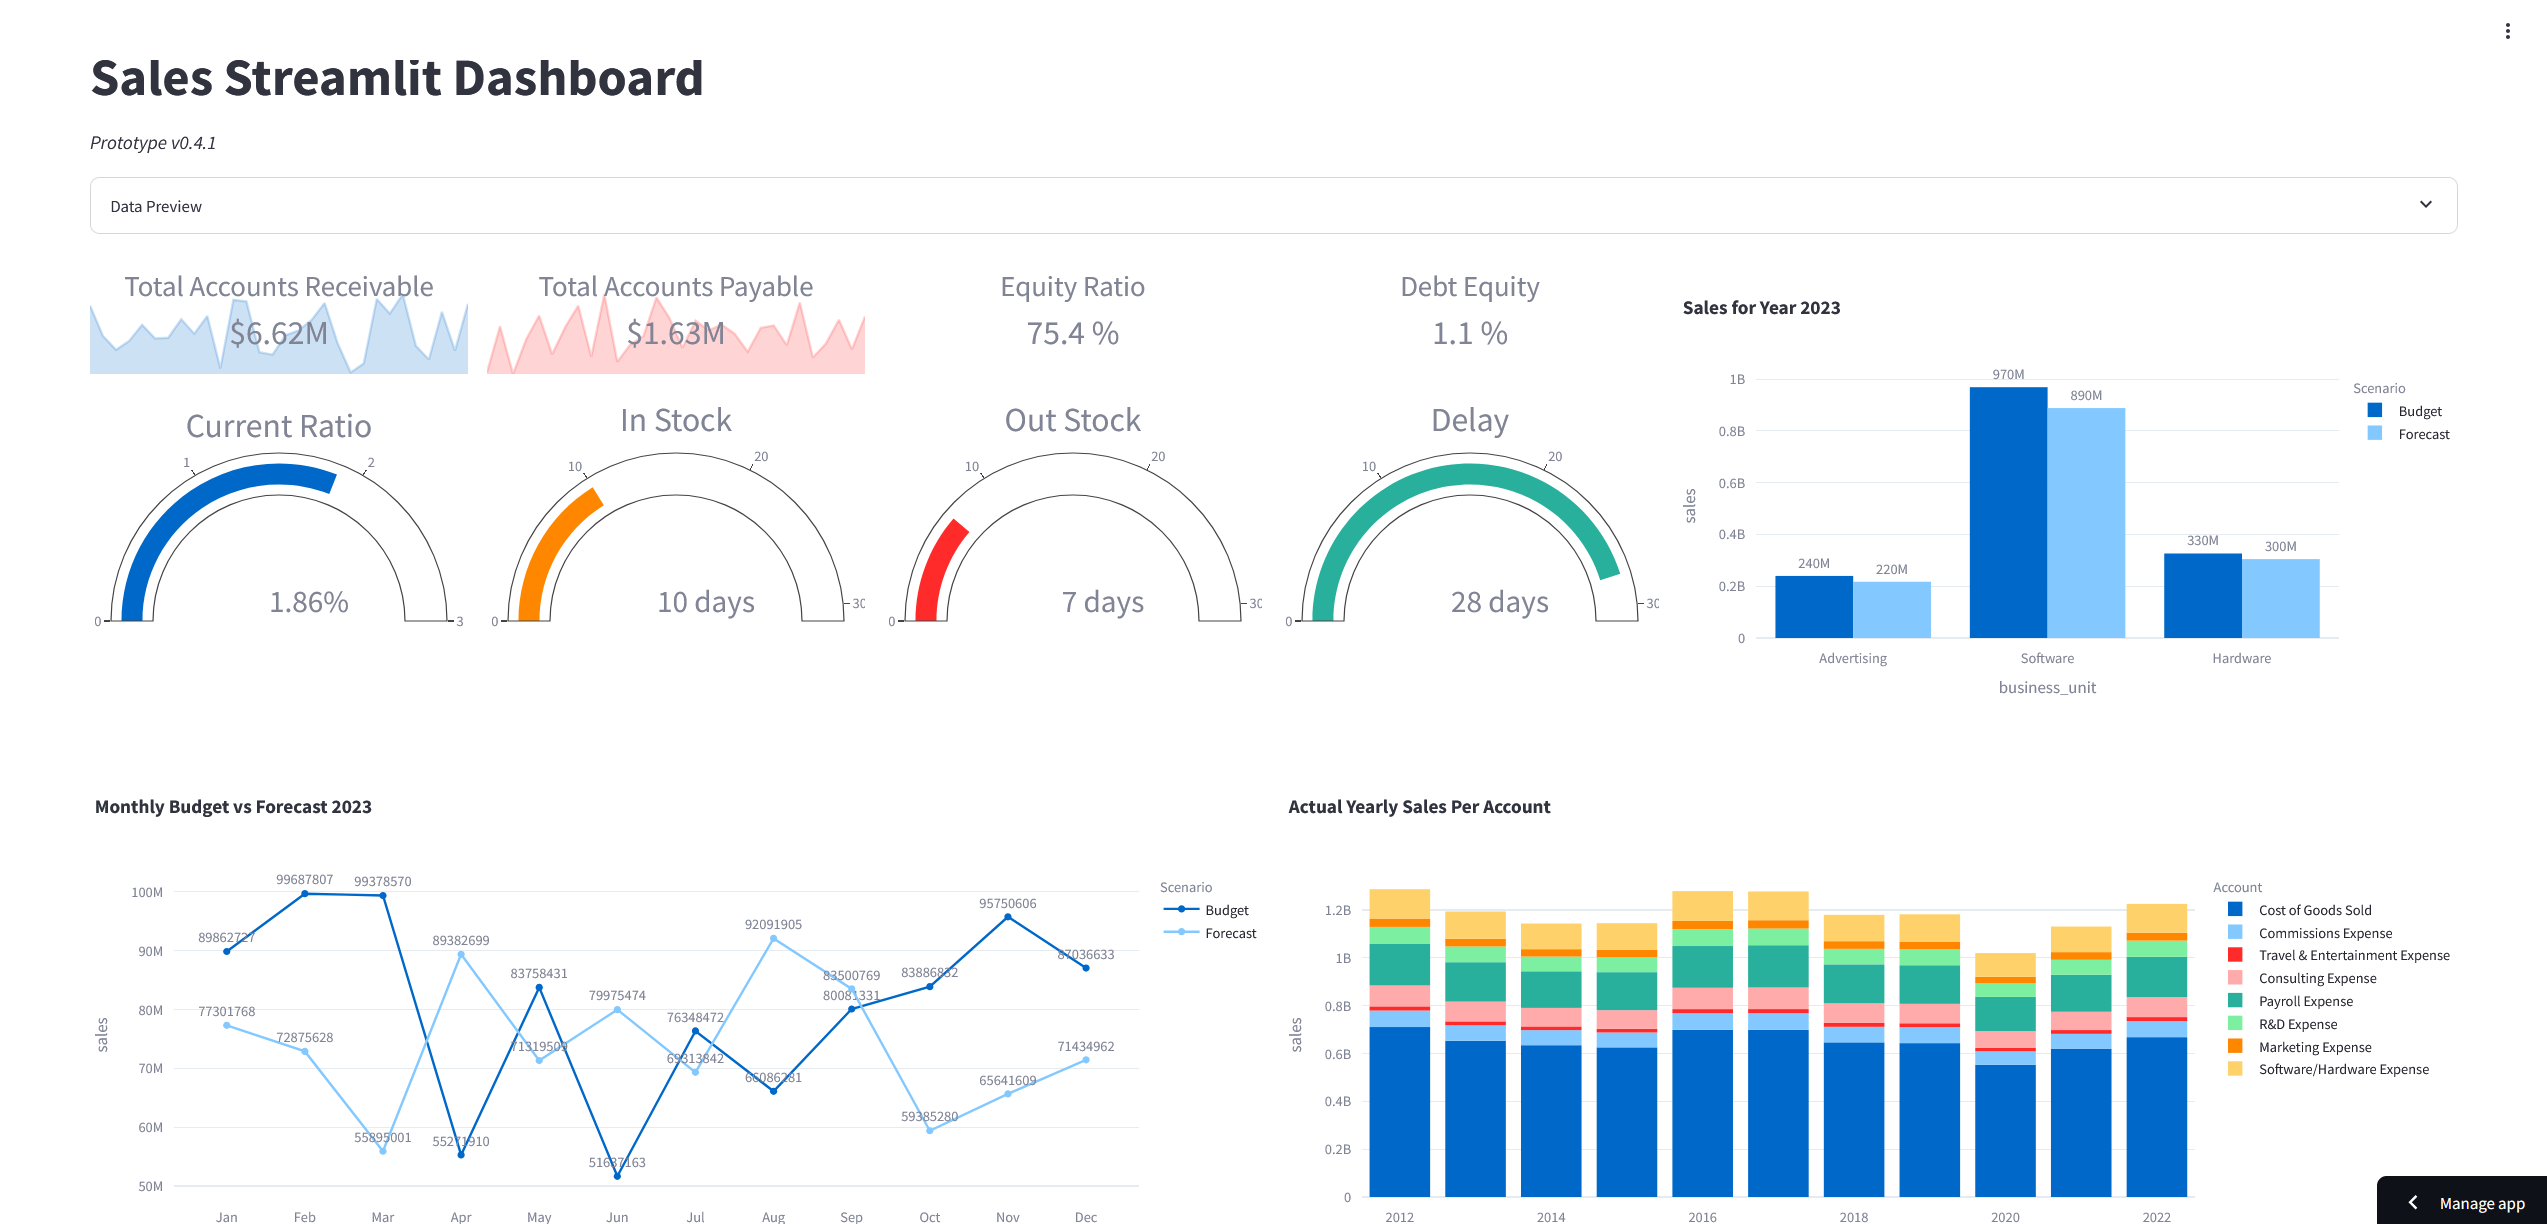 Sales Streamlit Dashboard
Prototype v0.4.1
Data Preview
Total Accounts Receivable
$6.62M
Total Accounts Payable
$1.63M
Equity Ratio
75.4 %
Debt Equity
1.1 %
Current Ratio
0
1
2
3
1.86%
In Stock
0
10
20
30
10 days
Out Stock
0
10
20
30
7 days
Delay
0
10
20
30
28 days
Sales for Year 2023
sales
1B
0.8B
0.6B
0.4B
0.2B
0
240M
220M
970M
890M
330M
300M
Advertising
Software
Hardware
business_unit
Scenario
Budget
Forecast
Monthly Budget vs Forecast 2023
sales
100M
90M
80M
70M
60M
50M
89862727
99687807
99378570
55271910
83758431
51637163
76348472
66086281
80081331
83886832
95750606
87036633
77301768
72875628
55895001
89382699
71319509
79975474
69313842
92091905
83500769
59385280
65641609
71434962
Jan
Feb
Mar
Apr
May
Jun
Jul
Aug
Sep
Oct
Nov
Dec
Scenario
Budget
Forecast
Actual Yearly Sales Per Account
sales
1.2B
1B
0.8B
0.6B
0.4B
0.2B
0
2012
2014
2016
2018
2020
2022
Account
Cost of Goods Sold
Commissions Expense
Travel & Entertainment Expense
Consulting Expense
Payroll Expense
R&D Expense
Marketing Expense
Software/Hardware Expense
Manage app